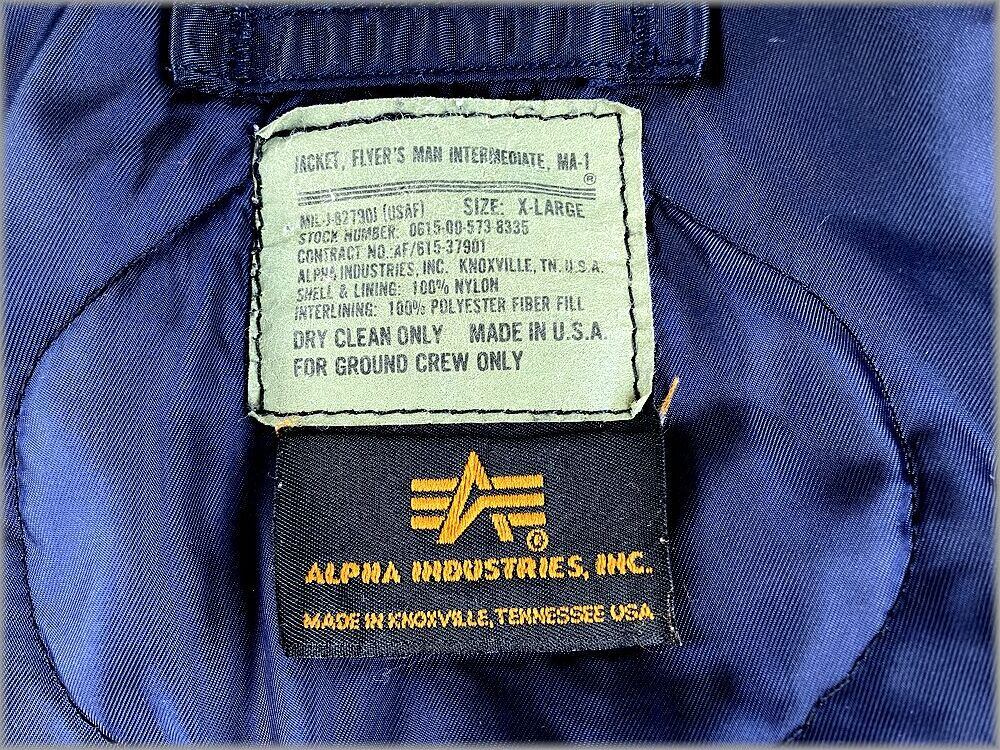 JACKET, FLYER'S MAN INTERMEDIATE, MA-1
®
MIL-J-8279OJ (USAF) SIZE: X-LARGE
STOCK NUMBER: 0615-00-573-8335
CONTRACT NO.:AF/615-37901
ALPHA INDUSTRIES, INC. KNOXVILLE, TN. U.S.A.
SHELL & LINING: 100% NYLON
INTERLINING: 100% POLYESTER FIBER FILL
DRY CLEAN ONLY MADE IN U.S.A.
FOR GROUND CREW ONLY
®
ALPHA INDUSTRIES, INC.
MADE IN KNOXVILLE, TENNESSEE USA